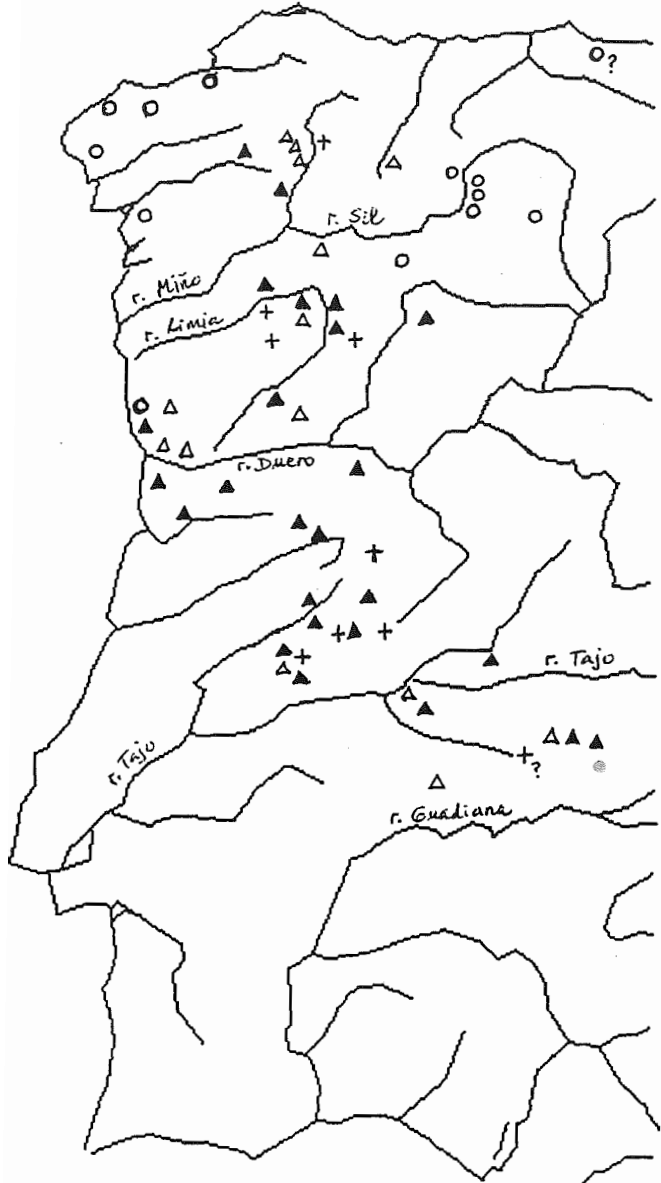 ?
r. Sil
r. Miño
r. Limia
r. Duero
r. Tajo
r. Tajo
?
r. Guadiana